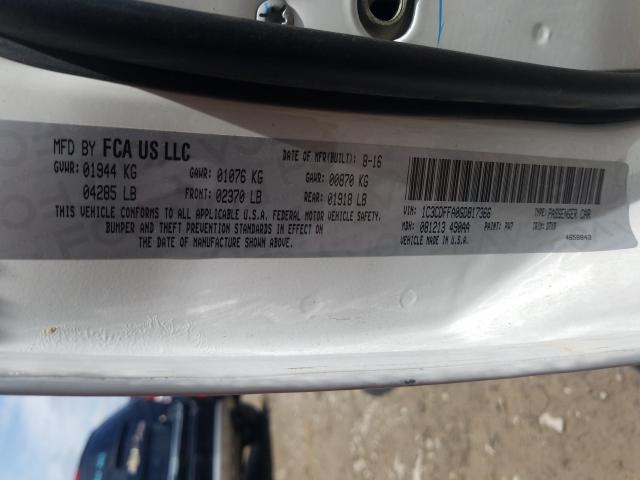 MFD BY FCA US LLC
DATE OF MFR(BUILT): 8-16
GVWR: 01944 KG
GAWR: 01076 KG
GAWR: 00870 KG
04285 LB
FRONT: 02370 LB
REAR: 01918 LB
THIS VEHICLE CONFORMS TO ALL APPLICABLE U.S.A. FEDERAL MOTOR VEHICLE SAFETY,
BUMPER AND THEFT PREVENTION STANDARDS IN EFFECT ON
THE DATE OF MANUFACTURE SHOWN ABOVE.
VIN: 1C3CDFFA0GD817368
TYPE: PASSENGER CAR
MDH: 081213 490AA
PAINT: PW7
VEHICLE MADE IN U.S.A.